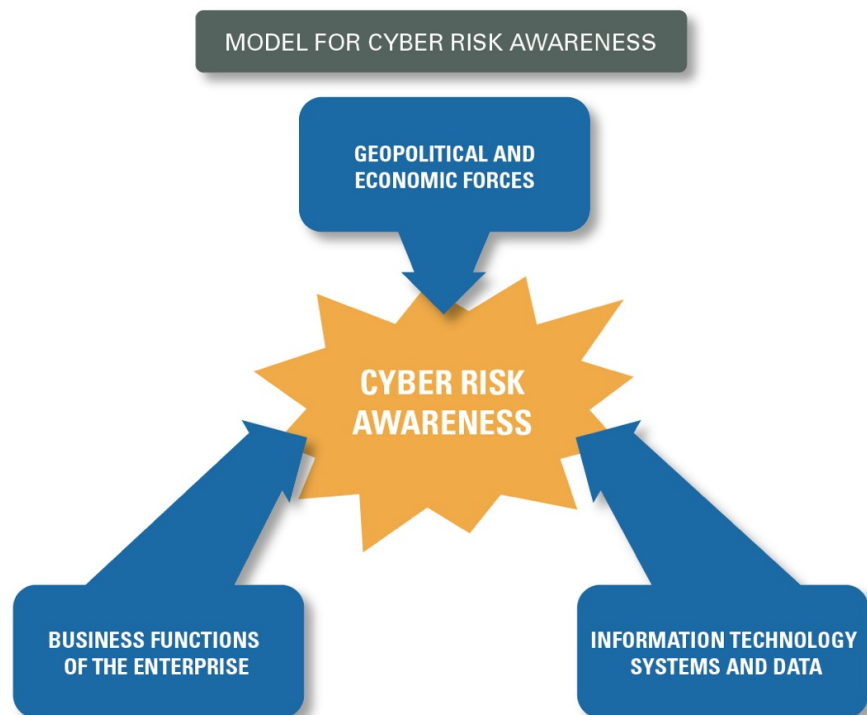 MODEL FOR CYBER RISK AWARENESS
GEOPOLITICAL AND
ECONOMIC FORCES
CYBER RISK
AWARENESS
BUSINESS FUNCTIONS
OF THE ENTERPRISE
INFORMATION TECHNOLOGY
SYSTEMS AND DATA